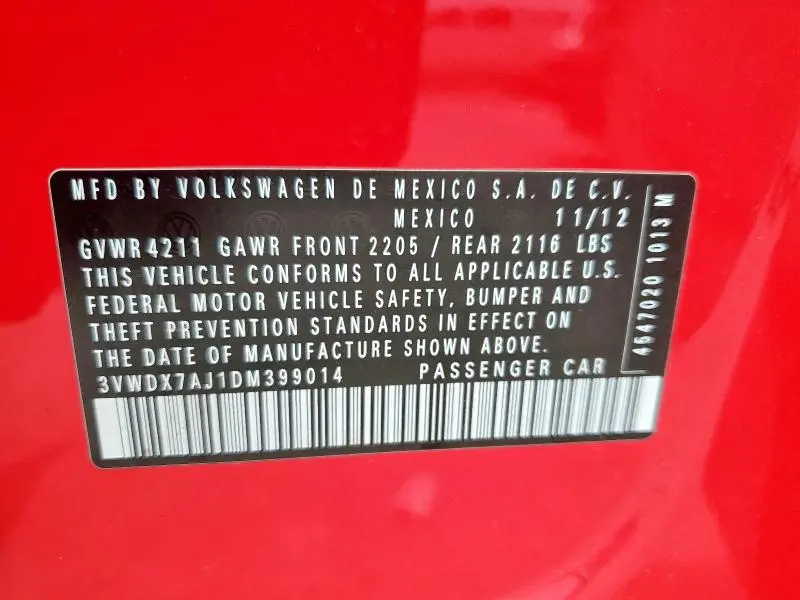 MFD BY VOLKSWAGEN DE MEXICO S.A. DE C.V.
MEXICO 11/12
GVWR 4211 GAWR FRONT 2205 / REAR 2116 LBS
THIS VEHICLE CONFORMS TO ALL APPLICABLE U.S.
FEDERAL MOTOR VEHICLE SAFETY, BUMPER AND
THEFT PREVENTION STANDARDS IN EFFECT ON
THE DATE OF MANUFACTURE SHOWN ABOVE.
3VWDX7AJ1DM399014 PASSENGER CAR
4547020 1013 M